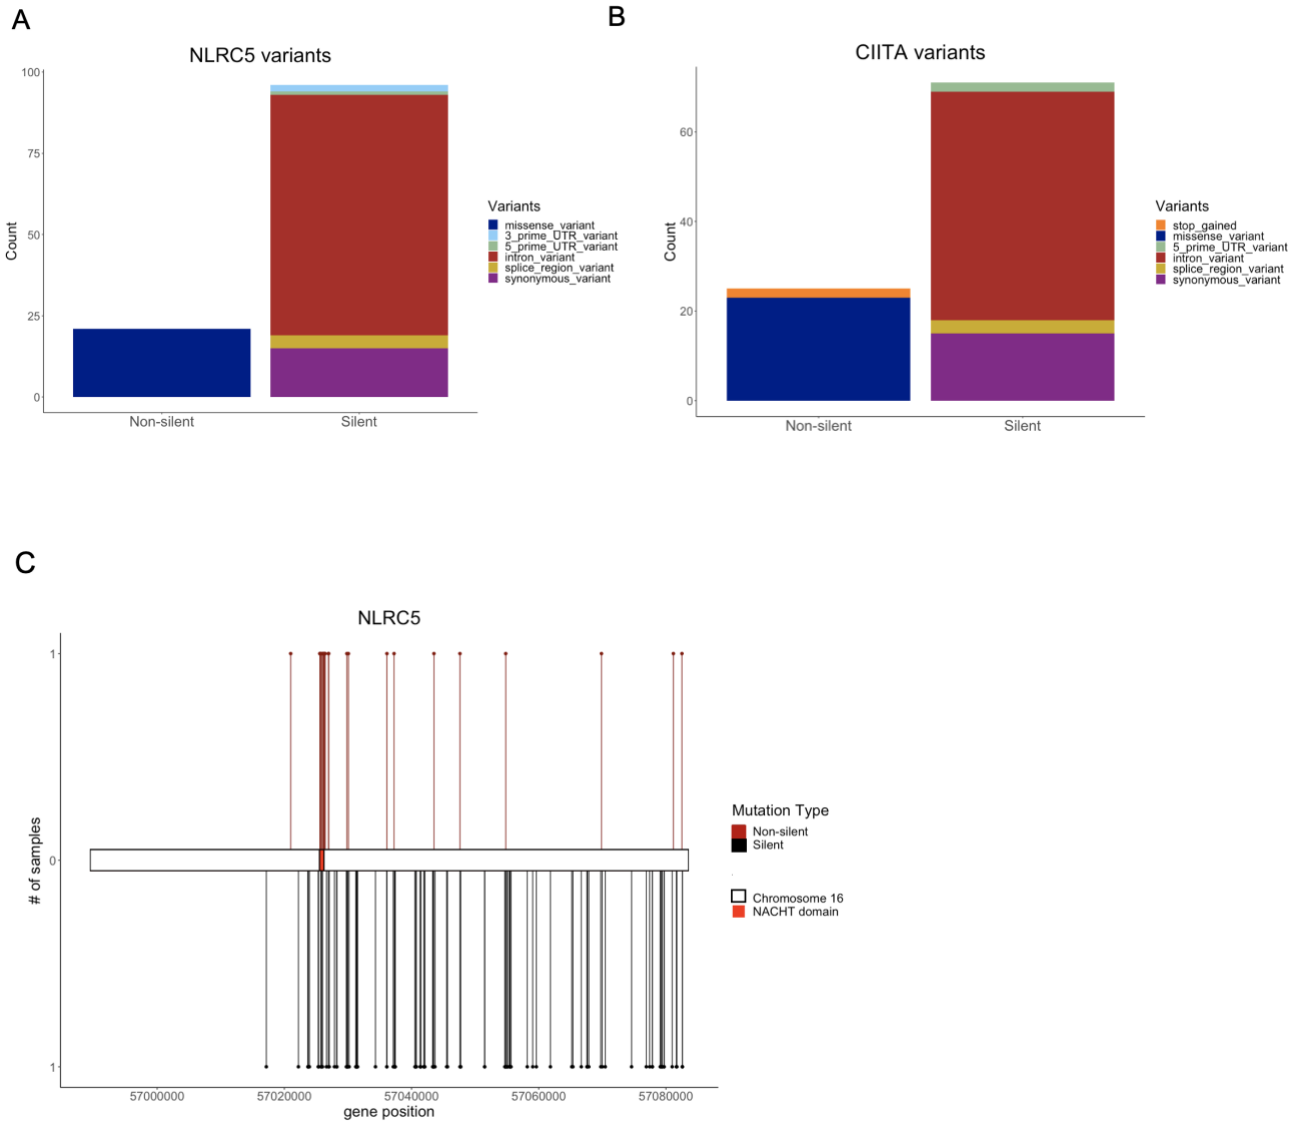 A
NLRC5 variants
100
75
50
25
0
Count
Non-silent
Silent
Variants
missense_variant
3_prime_UTR_variant
5_prime_UTR_variant
intron_variant
splice_region_variant
synonymous_variant
B
CIITA variants
60
40
20
0
Count
Non-silent
Silent
Variants
stop_gained
missense_variant
5_prime_UTR_variant
intron_variant
splice_region_variant
synonymous_variant
C
NLRC5
1
0
1
# of samples
57000000
57020000
57040000
57060000
57080000
gene position
Mutation Type
Non-silent
Silent
Chromosome 16
NACHT domain